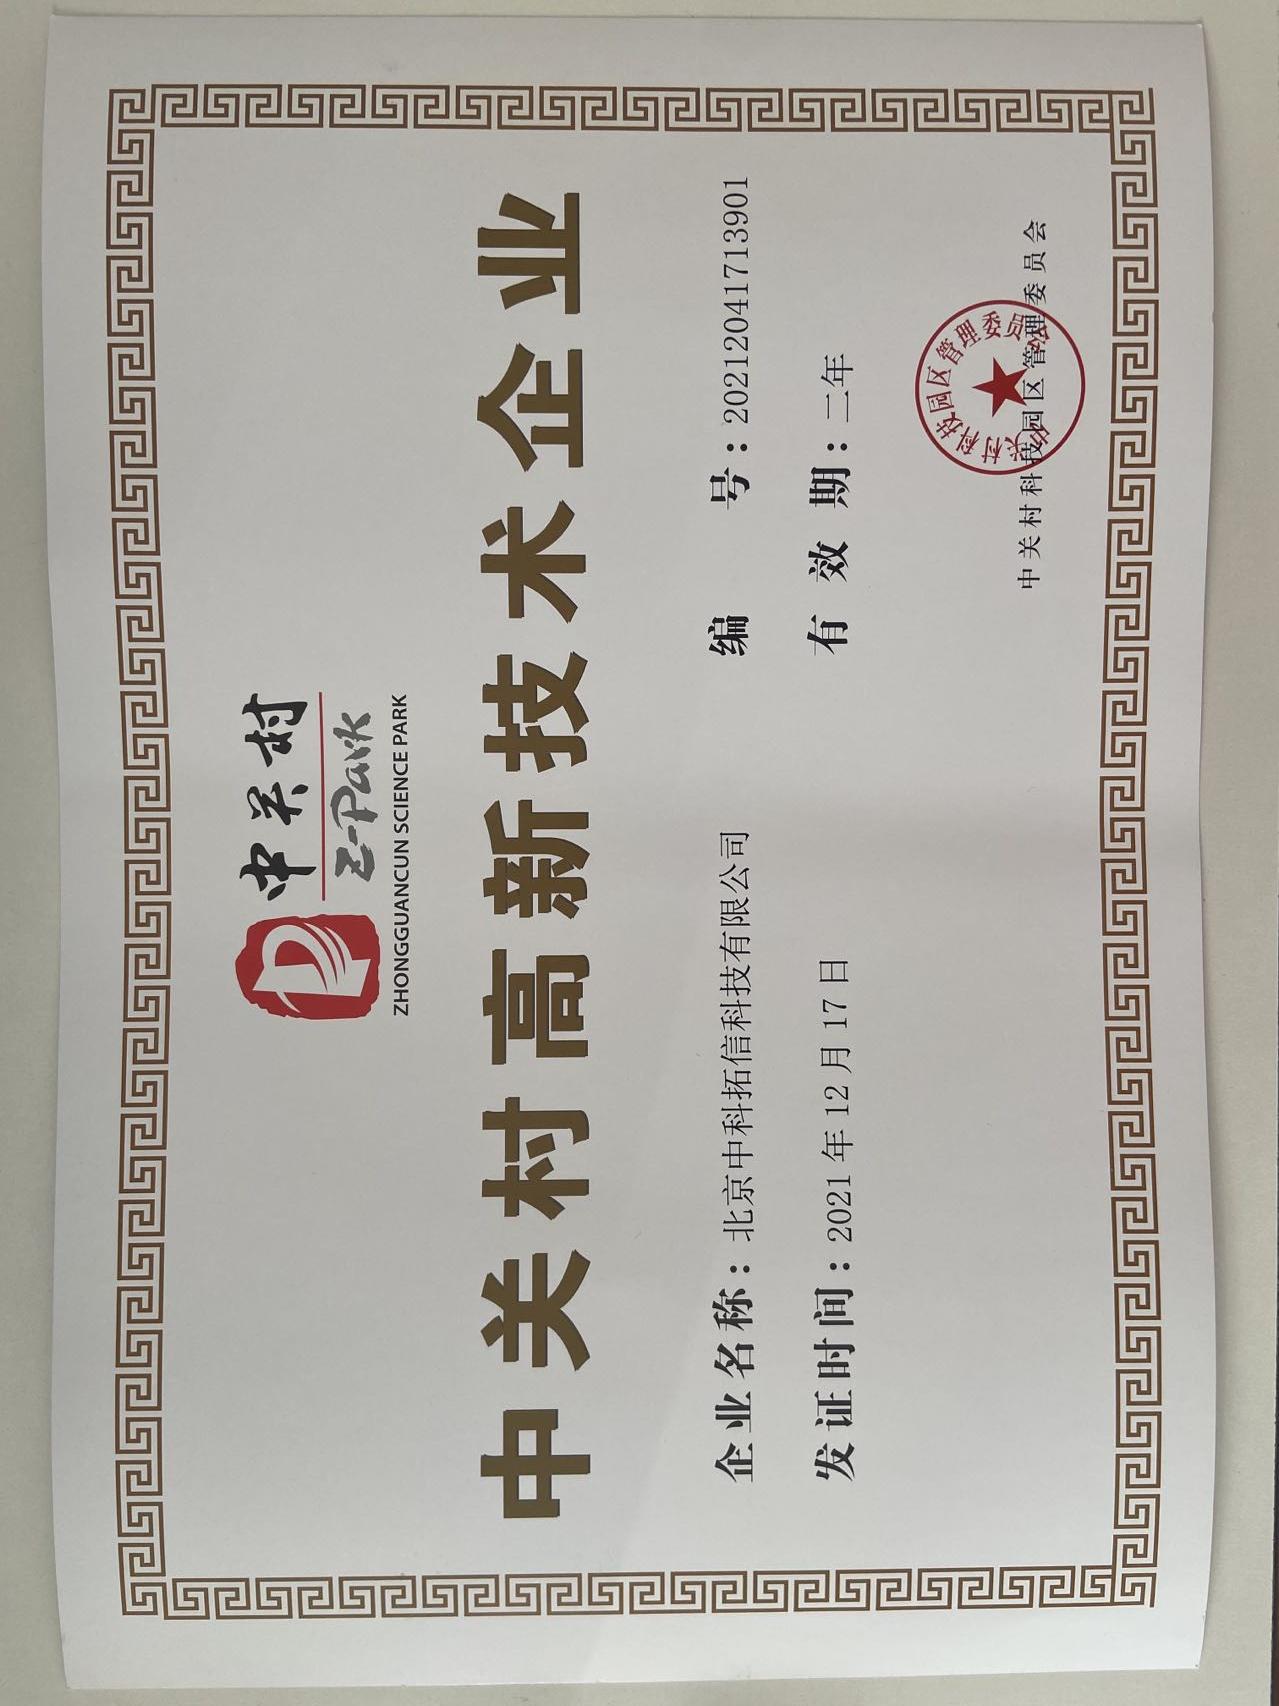 中关村
Z-Park
ZHONGGUANCUN SCIENCE PARK
中关村高新技术企业
企业名称：北京中科拓信科技有限公司
编 号：20212041713901
发证时间：2021年12月17日
有 效 期：二年
中关村科技园区管理委员会
中关村科技园区管理委员会